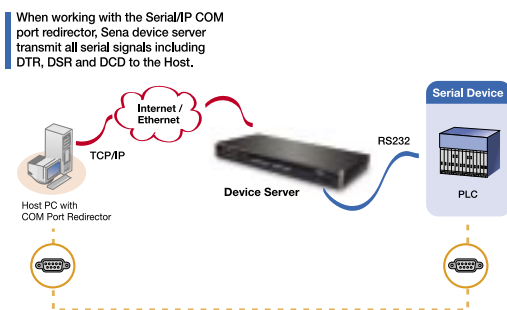 When working with the Serial/IP COM
port redirector, Sena device server
transmit all serial signals including
DTR, DSR and DCD to the Host.
Internet /
Ethernet
Serial Device
TCP/IP
RS232
Device Server
PLC
Host PC with
COM Port Redirector